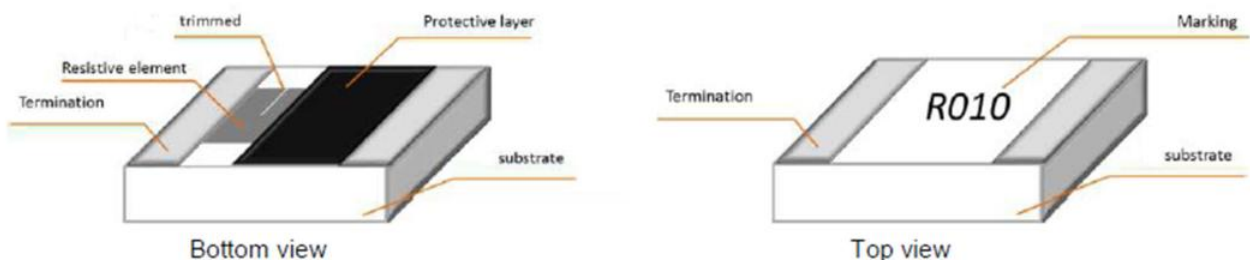 trimmed
Protective layer
Resistive element
Termination
substrate
Bottom view
Marking
Termination
R010
substrate
Top view